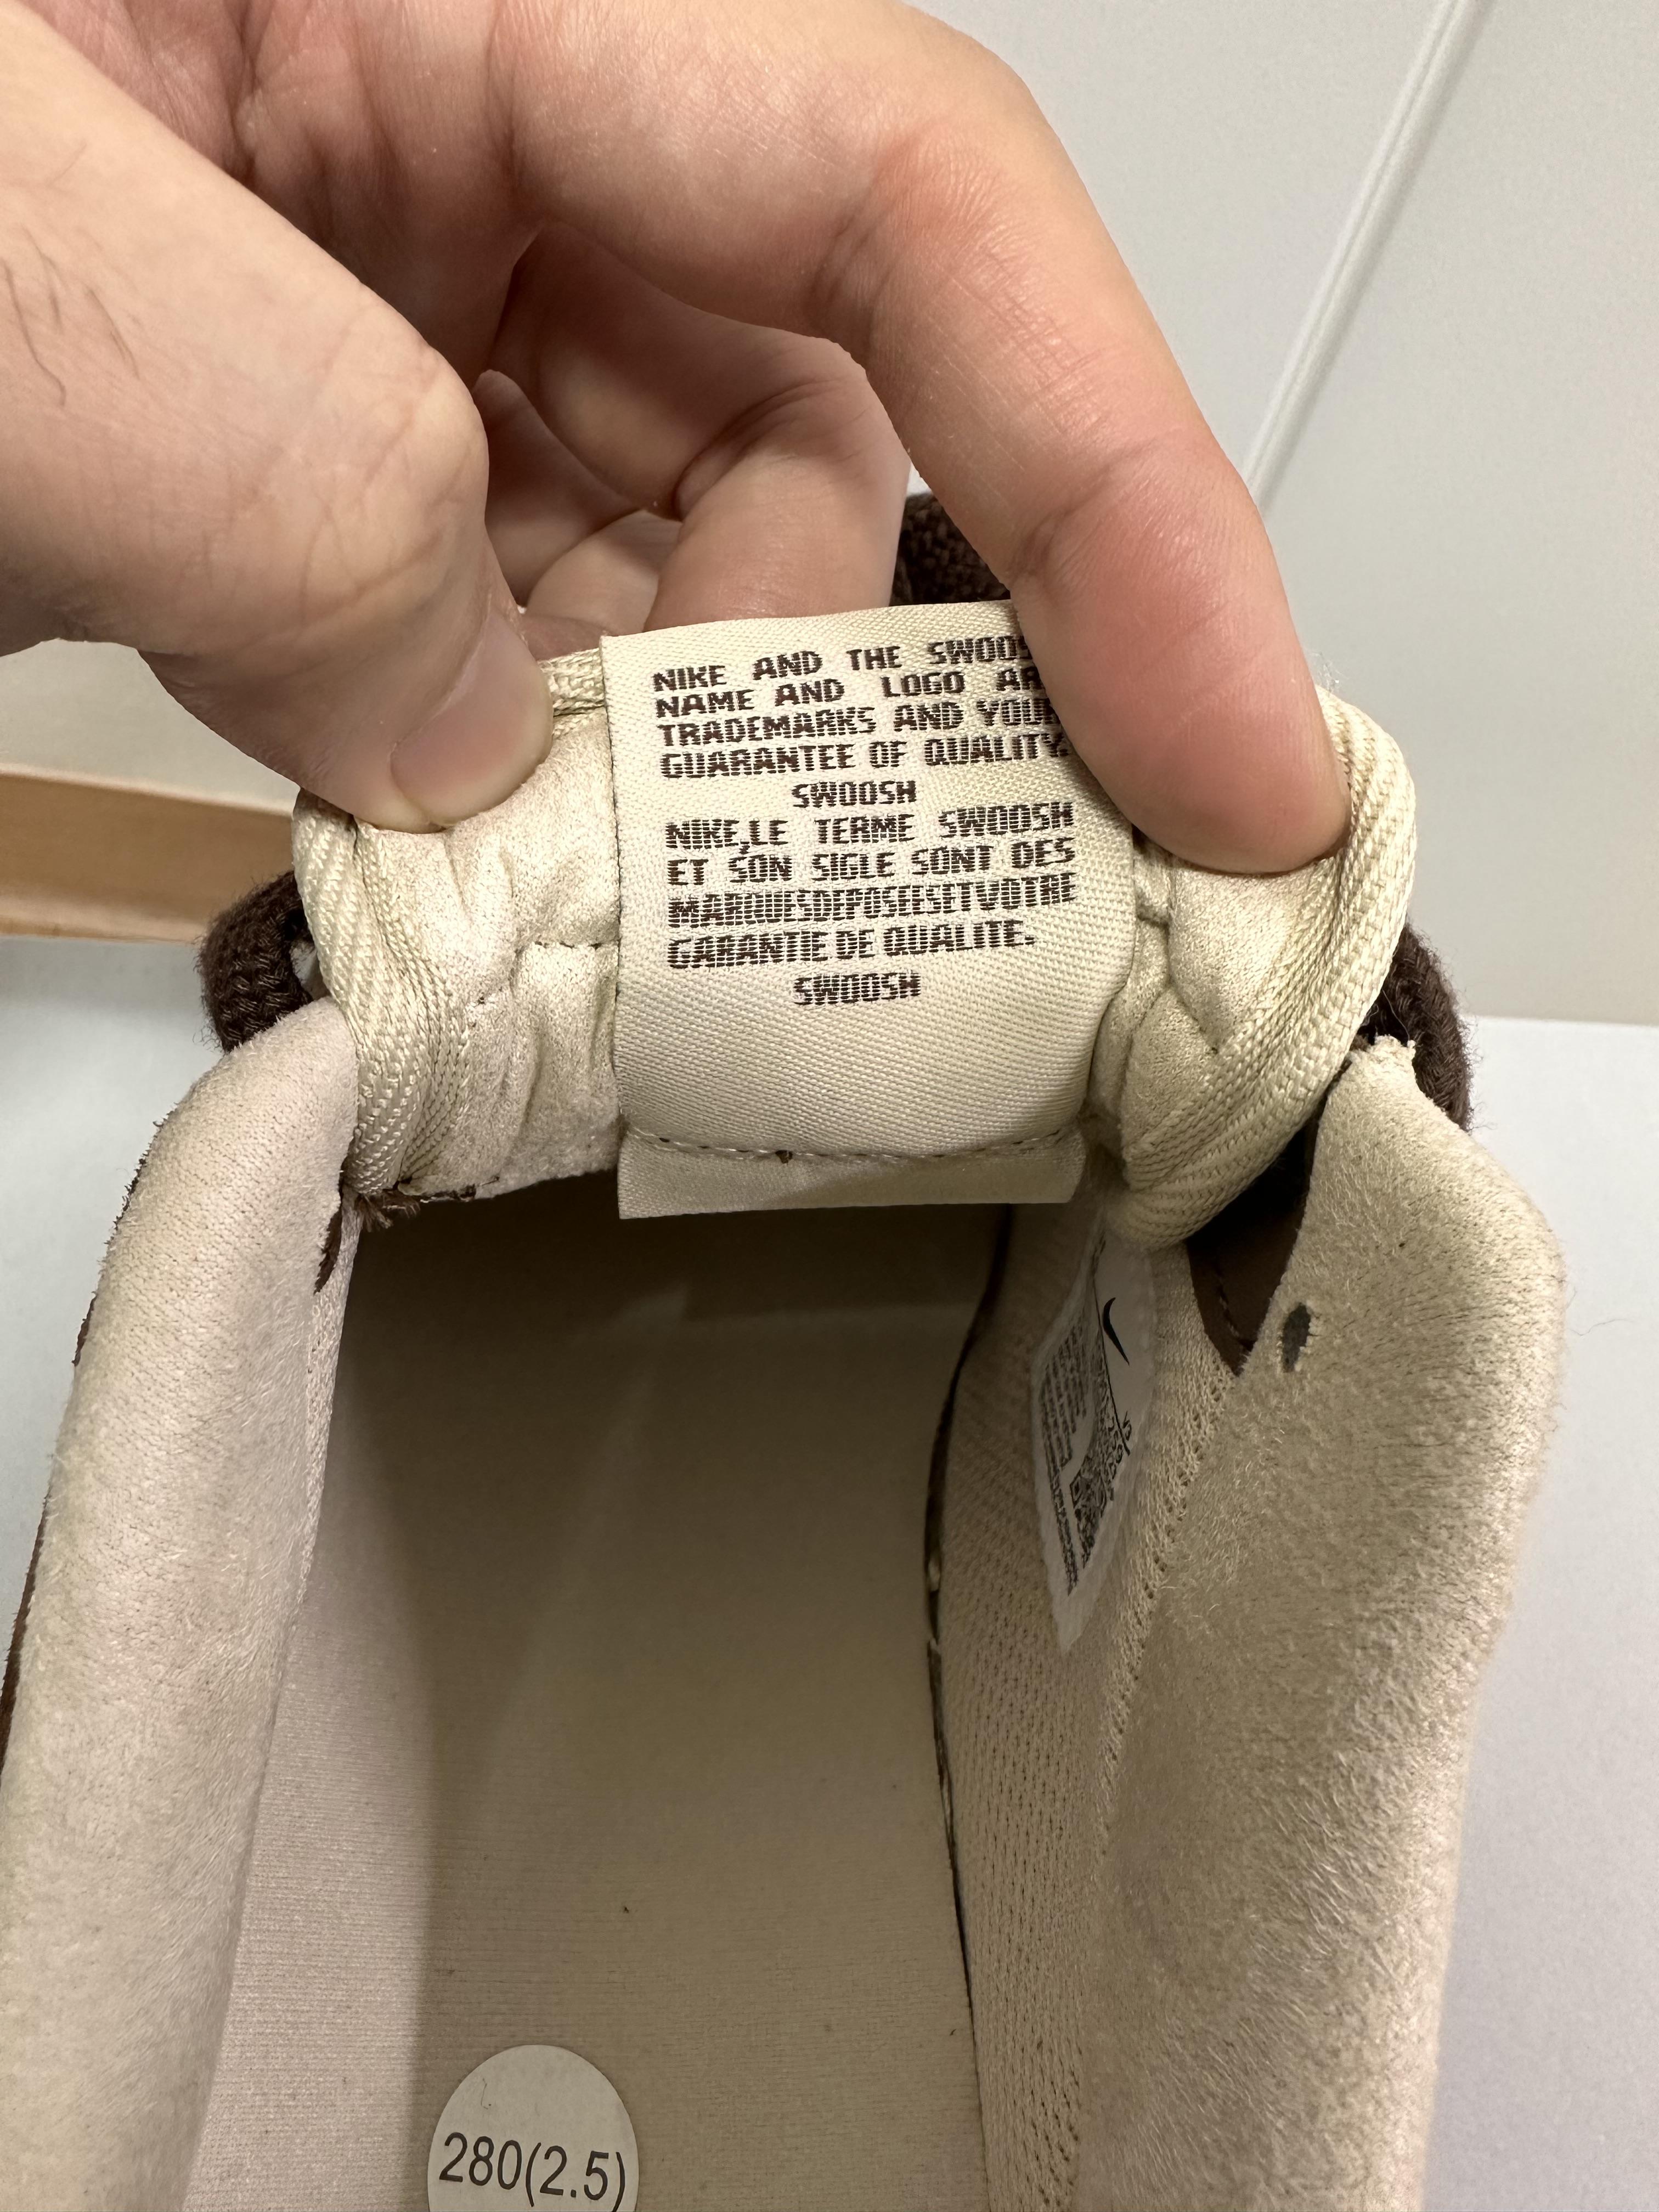 NIKE AND THE SWOOS
NAME AND LOGO AR
TRADEMARKS AND YOUR
GUARANTEE OF QUALITY.
SWOOSH
NIKE,LE TERME SWOOSH
ET SON SIGLE SONT DES
MARQUESDEPOSEESETVOTRE
GARANTIE DE QUALITE.
SWOOSH
280(2.5)